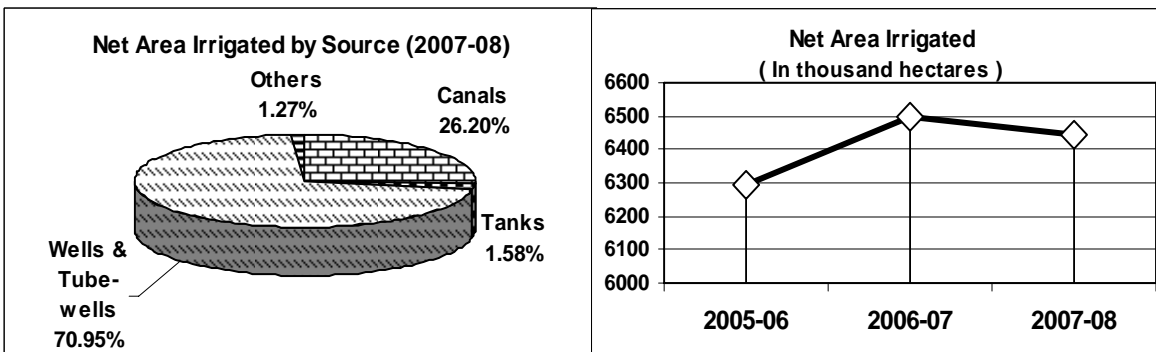 Net Area Irrigated by Source (2007-08)
Others
1.27%
Canals
26.20%
Tanks
1.58%
Wells &
Tube-
wells
70.95%
Net Area Irrigated
( In thousand hectares )
6600
6500
6400
6300
6200
6100
6000
2005-06 2006-07 2007-08